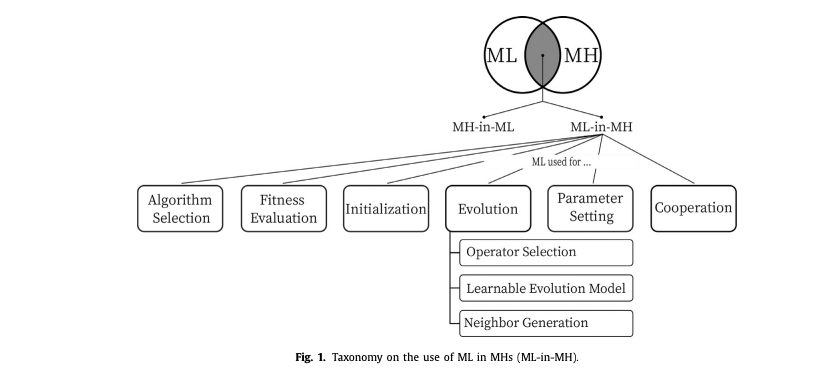 ML MH
MH-in-ML ML-in-MH
ML used for ...
Algorithm
Selection
Fitness
Evaluation
Initialization
Evolution
Parameter
Setting
Cooperation
Operator Selection
Learnable Evolution Model
Neighbor Generation
Fig. 1. Taxonomy on the use of ML in MHs (ML-in-MH).